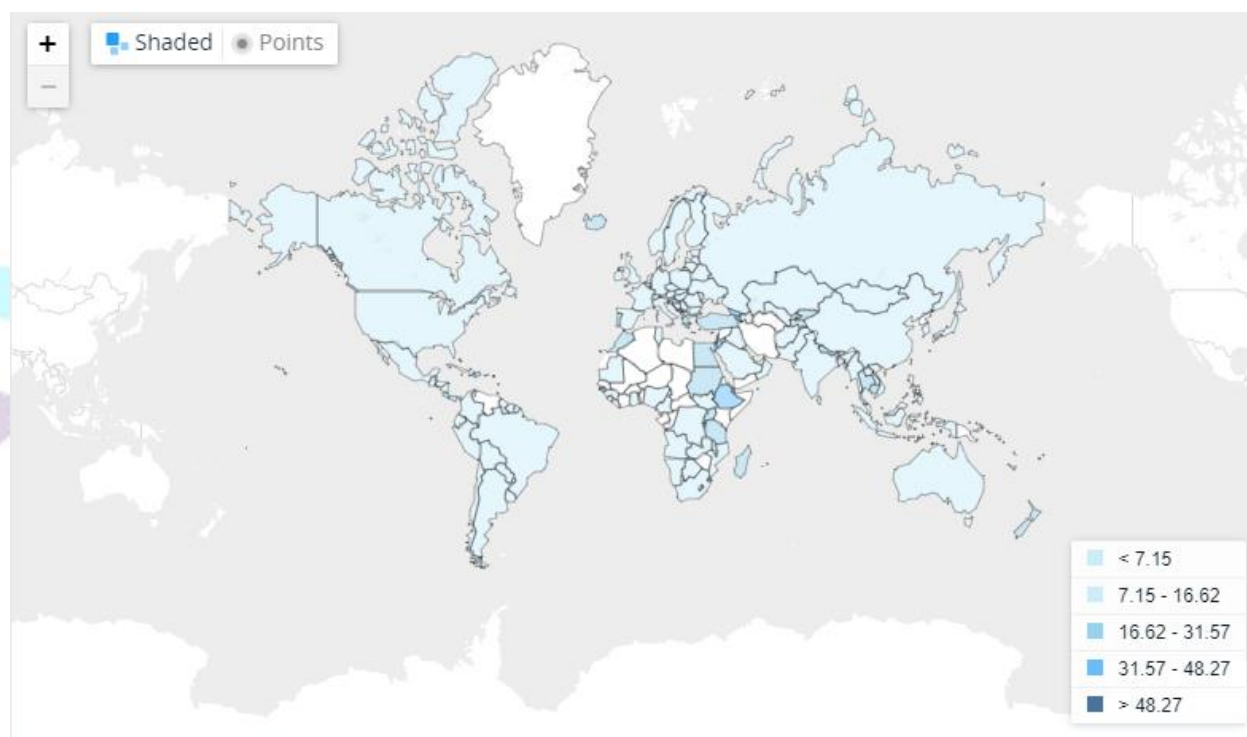 +
Shaded
Points
−
< 7.15
7.15 - 16.62
16.62 - 31.57
31.57 - 48.27
> 48.27